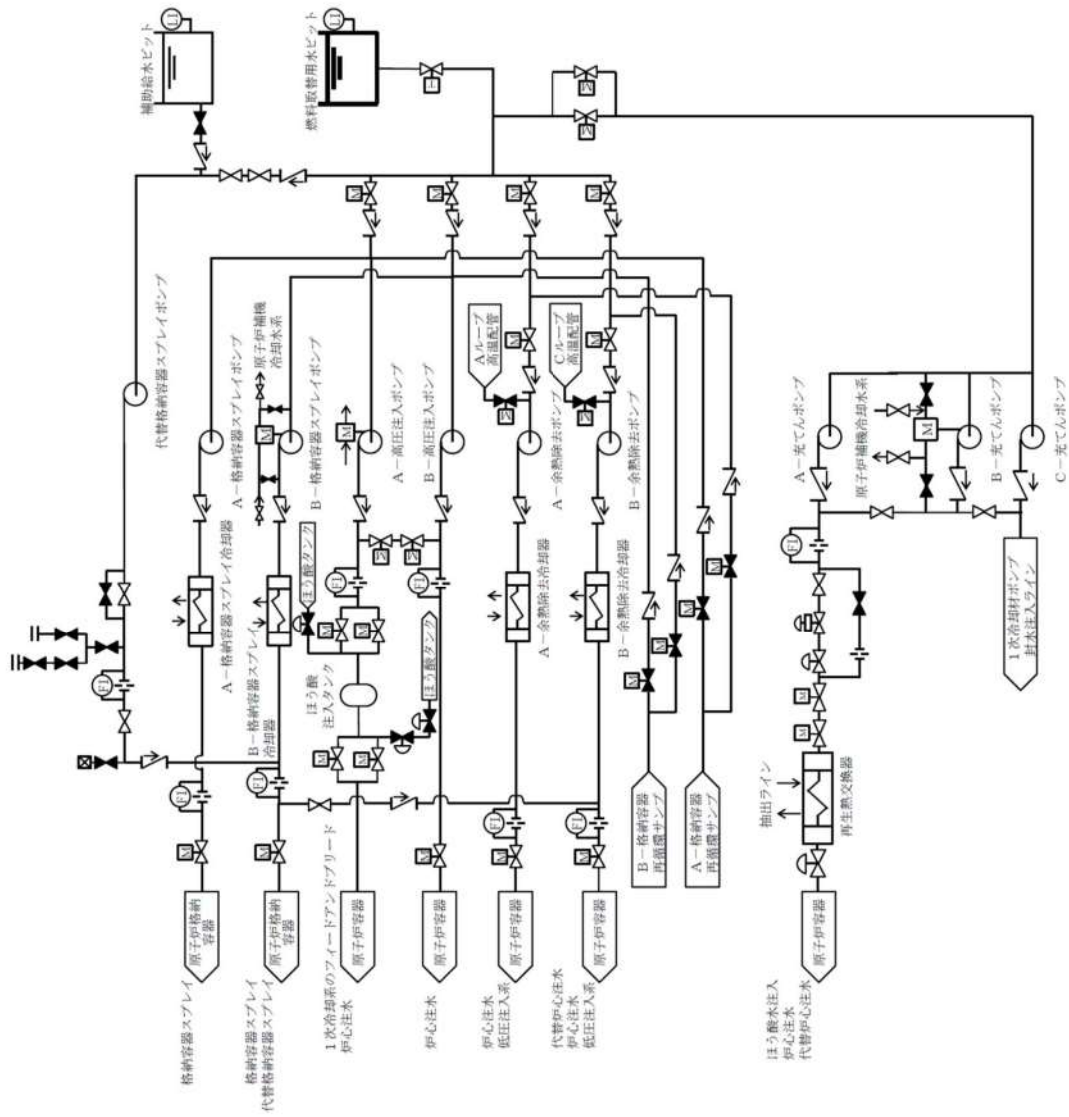 補助給水ピット
LI
燃料取替用水ピット
LI
代替格納容器スプレイポンプ
A－格納容器スプレイポンプ
原子炉補機
冷却水系
M
B－格納容器スプレイポンプ
M
A－高圧注入ポンプ
B－高圧注入ポンプ
Aループ
高温配管
A－余熱除去ポンプ
Cループ
高温配管
B－余熱除去ポンプ
M
M
M
M
M
M
FI
A－格納容器スプレイ冷却器
B－格納容器スプレイ
冷却器
ほう酸タンク
FI
FI
M
M
ほう酸
注入タンク
M
M
ほう酸タンク
A－余熱除去冷却器
B－余熱除去冷却器
FI
FI
FI
FI
M
M
M
M
M
原子炉格納
容器
格納容器スプレイ
原子炉格納
容器
格納容器スプレイ
代替格納容器スプレイ
原子炉容器
1次冷却系のフィードアンドブリード
炉心注水
原子炉容器
炉心注水
原子炉容器
炉心注水
低圧注入系
原子炉容器
代替炉心注水
炉心注水
低圧注入系
B－格納容器
再循環サンプ
A－格納容器
再循環サンプ
M
M
M
M
A－充てんポンプ
原子炉補機冷却水系
M
B－充てんポンプ
C－充てんポンプ
1次冷却材ポンプ
封水注入ライン
FI
M
M
抽出ライン
再生熱交換器
原子炉容器
ほう酸水注入
炉心注水
代替炉心注水